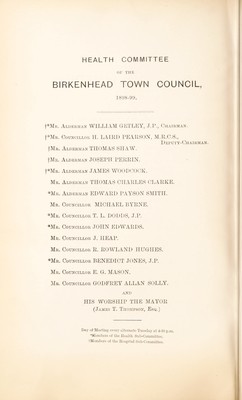 HEALTH COMMITTEE
OF THE
BIRKENHEAD TOWN COUNCIL,
1898-99.
†*Mr. Alderman WILLIAM GETLEY, J.P., Chairman.
†*Mr. Councillor H. LAIRD PEARSON, M.R.C.S.,
Deputy-Chairman.
†Mr. Alderman THOMAS SHAW.
†Mr. Alderman JOSEPH PERRIN.
†*Mr. Alderman JAMES WOODCOCK.
Mr. Alderman THOMAS CHARLES CLARKE.
*Mr. Alderman EDWARD PAYSON SMITH.
Mr. Councillor MICHAEL BYRNE.
*Mr. Councillor T. L. DODDS, J.P.
*Mr. Councillor JOHN EDWARDS.
Mr. Councillor J. HEAP.
Mr. Councillor R. ROWLAND HUGHES.
*Mr. Councillor BENEDICT JONES, J.P.
Mr. Councillor E. G. MASON.
Mr. Councillor GODFREY ALLAN SOLLY.
AND
HIS WORSHIP THE MAYOR
(James T. Thompson, Esq.)
Day of Meeting every alternate Tuesday at
*Members of the Health Sub-Committee.
†Members of the Hospital Sub-Committee.